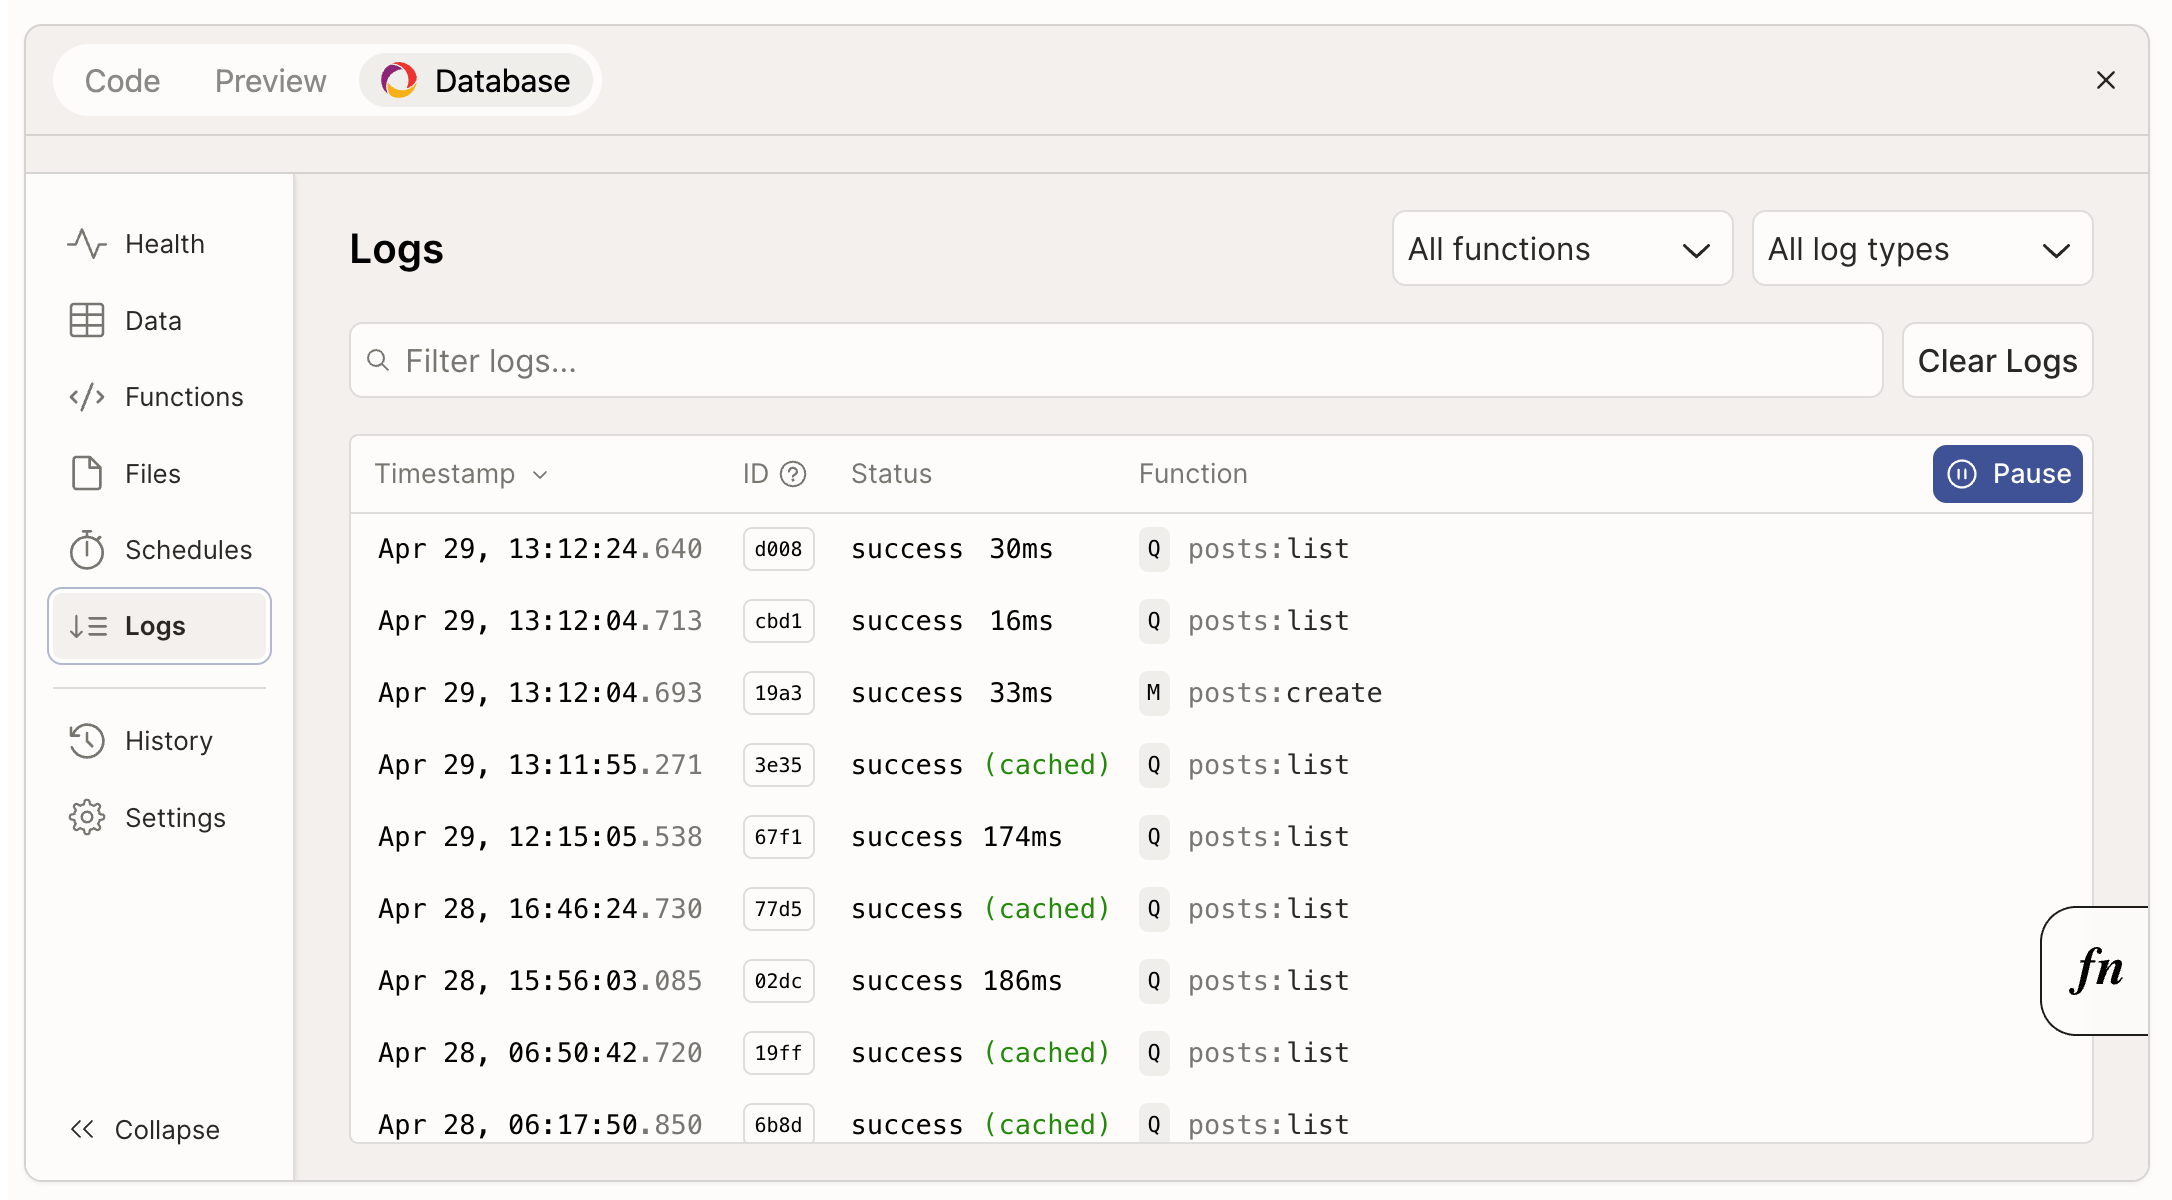 Code Preview Database
Health
Data
Functions
Files
Schedules
Logs
History
Settings
Collapse
Logs
All functions All log types
Filter logs...
Clear Logs
Timestamp ID Status Function Pause
Apr 29, 13:12:24.640 d008 success 30ms Q posts:list
Apr 29, 13:12:04.713 cbd1 success 16ms Q posts:list
Apr 29, 13:12:04.693 19a3 success 33ms M posts:create
Apr 29, 13:11:55.271 3e35 success (cached) Q posts:list
Apr 29, 12:15:05.538 67f1 success 174ms Q posts:list
Apr 28, 16:46:24.730 77d5 success (cached) Q posts:list
Apr 28, 15:56:03.085 02dc success 186ms Q posts:list
Apr 28, 06:50:42.720 19ff success (cached) Q posts:list
Apr 28, 06:17:50.850 6b8d success (cached) Q posts:list
fn